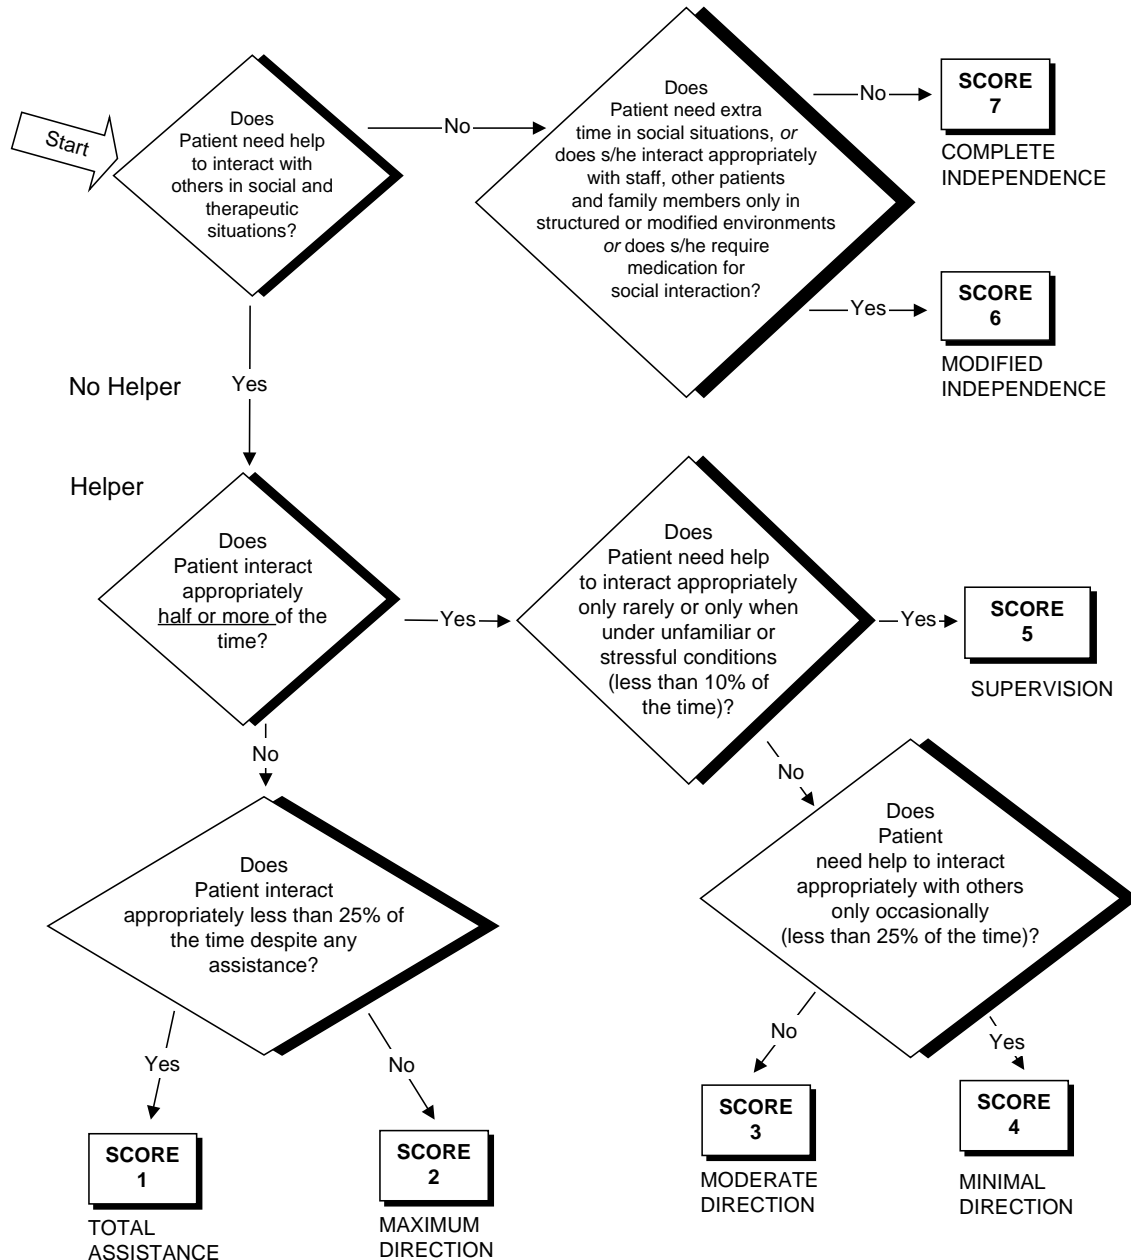 Start
Does
Patient need help
to interact with
others in social and
therapeutic
situations?
No
Does
Patient need extra
time in social situations, or
does s/he interact appropriately
with staff, other patients
and family members only in
structured or modified environments
or does s/he require
medication for
social interaction?
No
SCORE
7
COMPLETE
INDEPENDENCE
Yes
SCORE
6
MODIFIED
INDEPENDENCE
No Helper
Yes
Helper
Does
Patient interact
appropriately
half or more of the
time?
Yes
Does
Patient need help
to interact appropriately
only rarely or only when
under unfamiliar or
stressful conditions
(less than 10% of
the time)?
Yes
SCORE
5
SUPERVISION
No
No
Does
Patient interact
appropriately less than 25% of
the time despite any
assistance?
Does
Patient
need help to interact
appropriately with others
only occasionally
(less than 25% of the time)?
Yes
No
No
Yes
SCORE
1
TOTAL
ASSISTANCE
SCORE
2
MAXIMUM
DIRECTION
SCORE
3
MODERATE
DIRECTION
SCORE
4
MINIMAL
DIRECTION